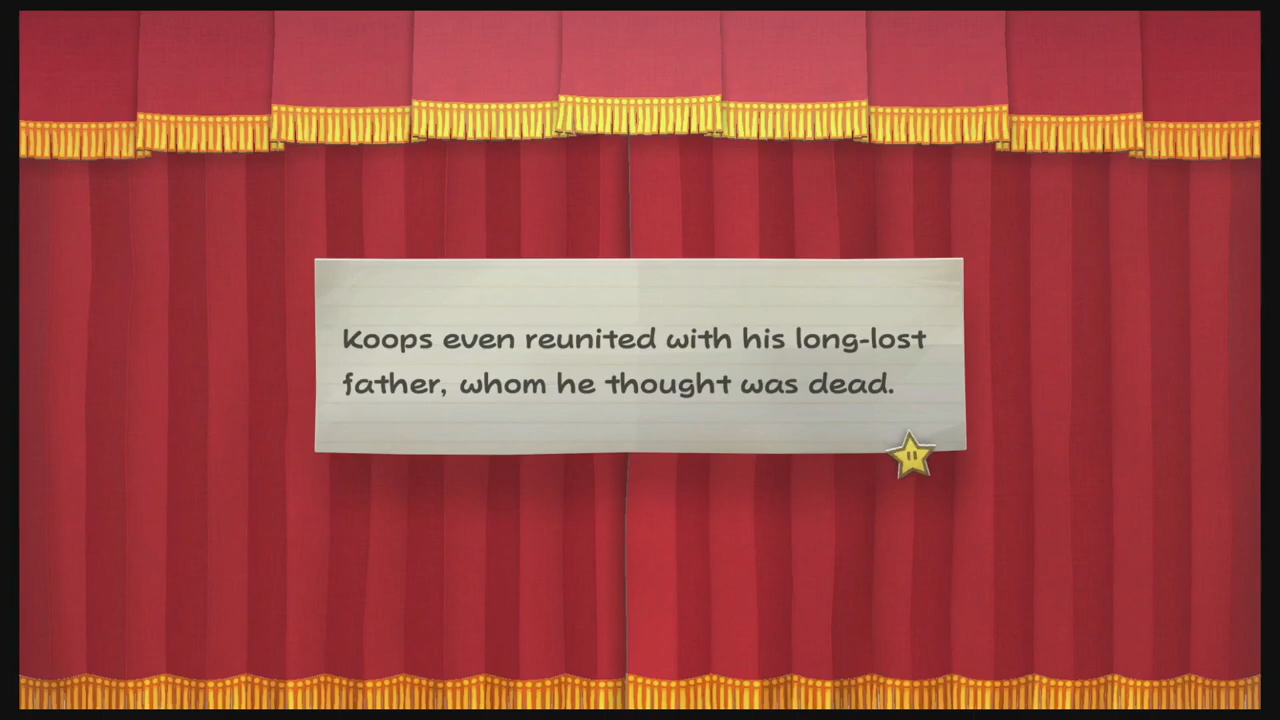 Koops even reunited with his long-lost
father, whom he thought was dead.